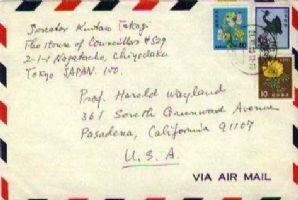 Senator Kentaro Takagi
The House of Councillors #509
2-1-1 Nagatacho, Chiyodaku
Tokyo JAPAN. 100.
Prof. Harold Wayland
361 South Greenwood Avenue
Pasadena, California 91107
U.S.A.
VIA AIR MAIL